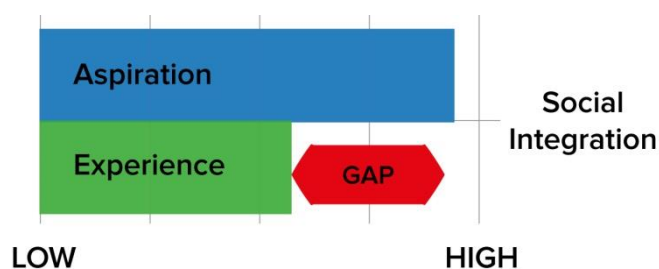 Aspiration
Experience
GAP
Social
Integration
LOW
HIGH